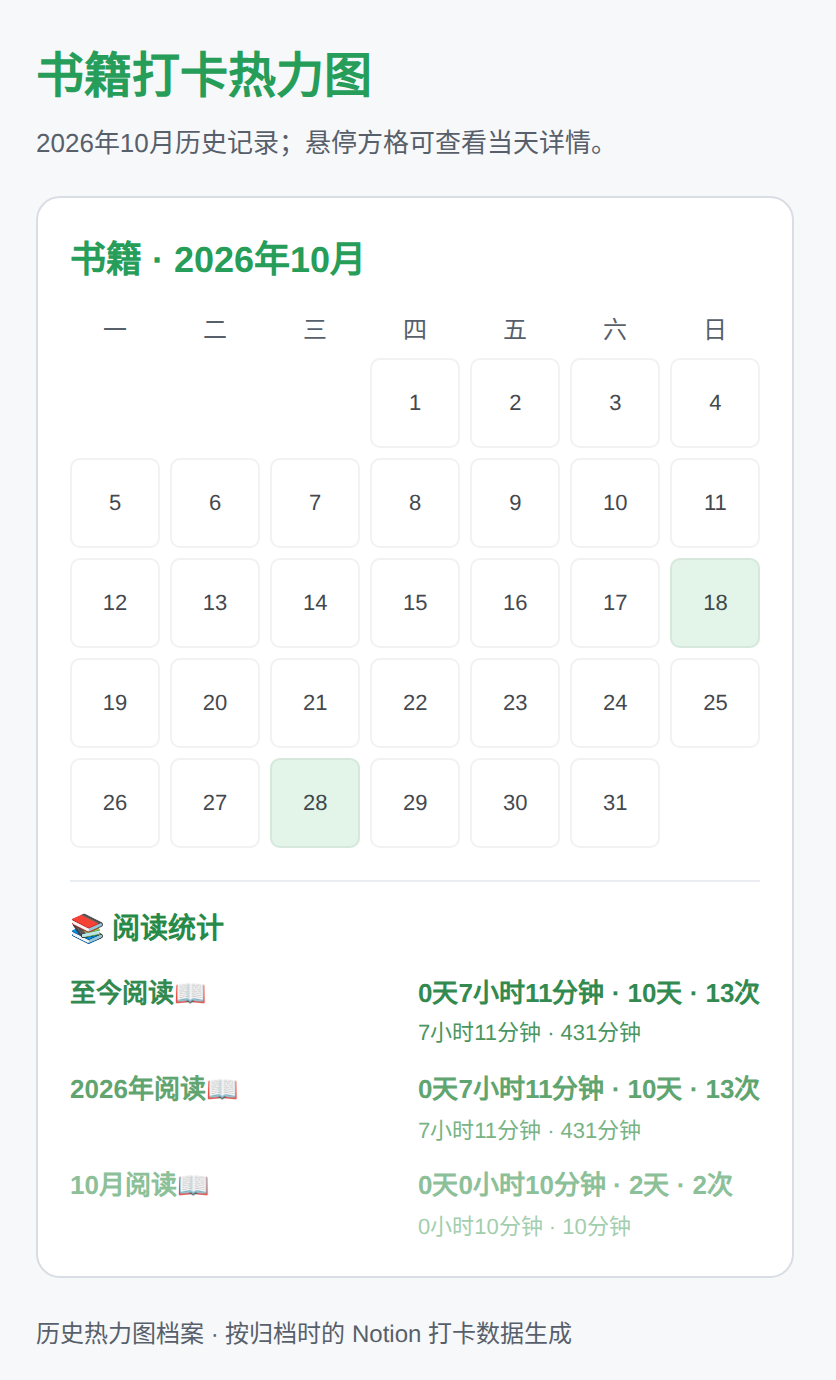 书籍打卡热力图
2026年10月历史记录；悬停方格可查看当天详情。
书籍 · 2026年10月
一 二 三 四 五 六 日
1 2 3 4
5 6 7 8 9 10 11
12 13 14 15 16 17 18
19 20 21 22 23 24 25
26 27 28 29 30 31
📚 阅读统计
至今阅读📖 0天7小时11分钟 · 10天 · 13次
7小时11分钟 · 431分钟
2026年阅读📖 0天7小时11分钟 · 10天 · 13次
7小时11分钟 · 431分钟
10月阅读📖 0天0小时10分钟 · 2天 · 2次
0小时10分钟 · 10分钟
历史热力图档案 · 按归档时的 Notion 打卡数据生成